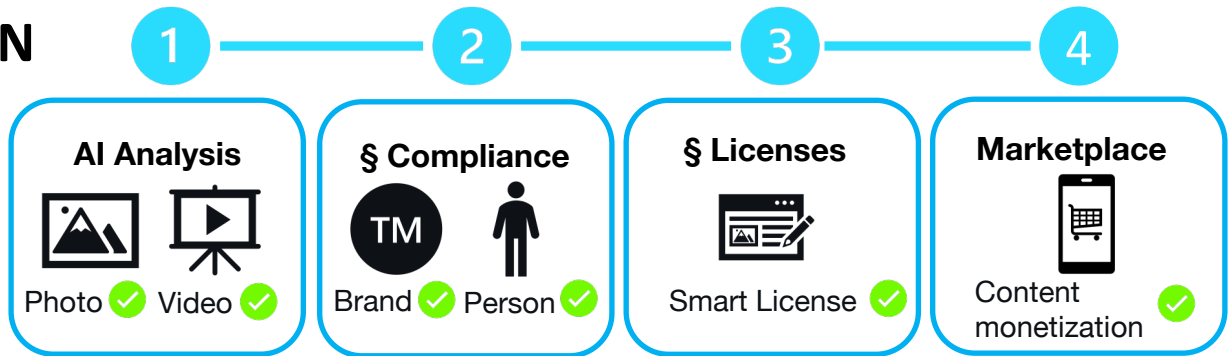 N
1 2 3 4
AI Analysis
Photo Video
§ Compliance
TM
Brand Person
§ Licenses
Smart License
Marketplace
Content
monetization